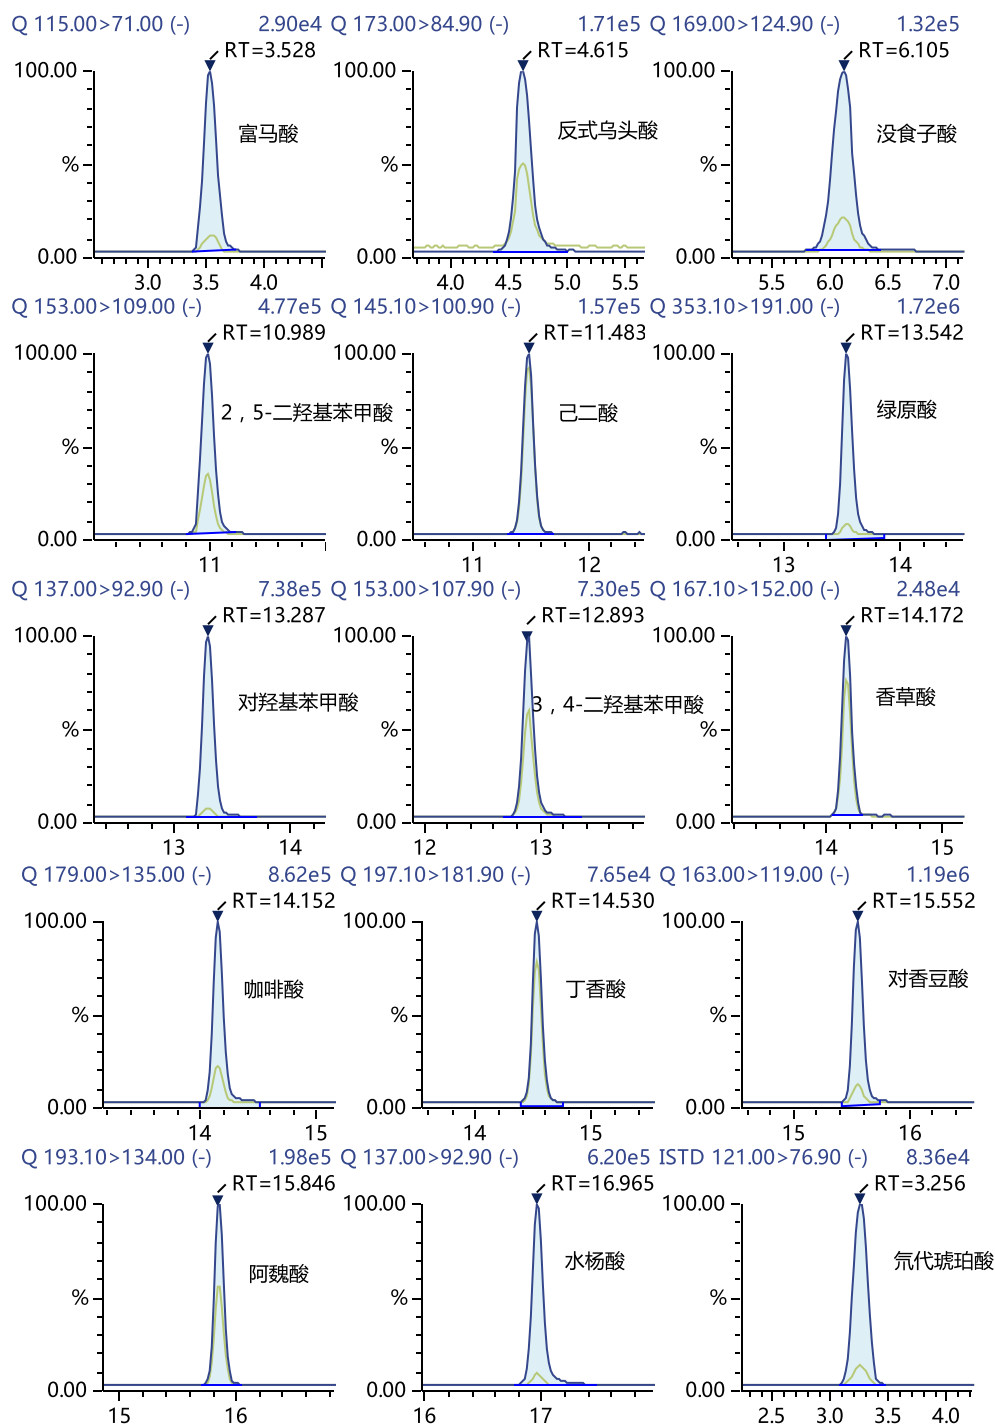 Q 115.00>71.00 (-) 2.90e4 Q 173.00>84.90 (-) 1.71e5 Q 169.00>124.90 (-) 1.32e5
RT=3.528 RT=4.615 RT=6.105
100.00 100.00 100.00
富马酸 反式乌头酸 没食子酸
% % %
0.00 0.00 0.00
3.0 3.5 4.0 4.0 4.5 5.0 5.5 5.5 6.0 6.5 7.0
Q 153.00>109.00 (-) 4.77e5 Q 145.10>100.90 (-) 1.57e5 Q 353.10>191.00 (-) 1.72e6
RT=10.989 RT=11.483 RT=13.542
100.00 100.00 100.00
2，5-二羟基苯甲酸 己二酸 绿原酸
% % %
0.00 0.00 0.00
11 11 12 13 14
Q 137.00>92.90 (-) 7.38e5 Q 153.00>107.90 (-) 7.30e5 Q 167.10>152.00 (-) 2.48e4
RT=13.287 RT=12.893 RT=14.172
100.00 100.00 100.00
对羟基苯甲酸 3，4-二羟基苯甲酸 香草酸
% % %
0.00 0.00 0.00
13 14 12 13 14 15
Q 179.00>135.00 (-) 8.62e5 Q 197.10>181.90 (-) 7.65e4 Q 163.00>119.00 (-) 1.19e6
RT=14.152 RT=14.530 RT=15.552
100.00 100.00 100.00
咖啡酸 丁香酸 对香豆酸
% % %
0.00 0.00 0.00
14 15 14 15 15 16
Q 193.10>134.00 (-) 1.98e5 Q 137.00>92.90 (-) 6.20e5 ISTD 121.00>76.90 (-) 8.36e4
RT=15.846 RT=16.965 RT=3.256
100.00 100.00 100.00
阿魏酸 水杨酸 氘代琥珀酸
% % %
0.00 0.00 0.00
15 16 16 17 2.5 3.0 3.5 4.0